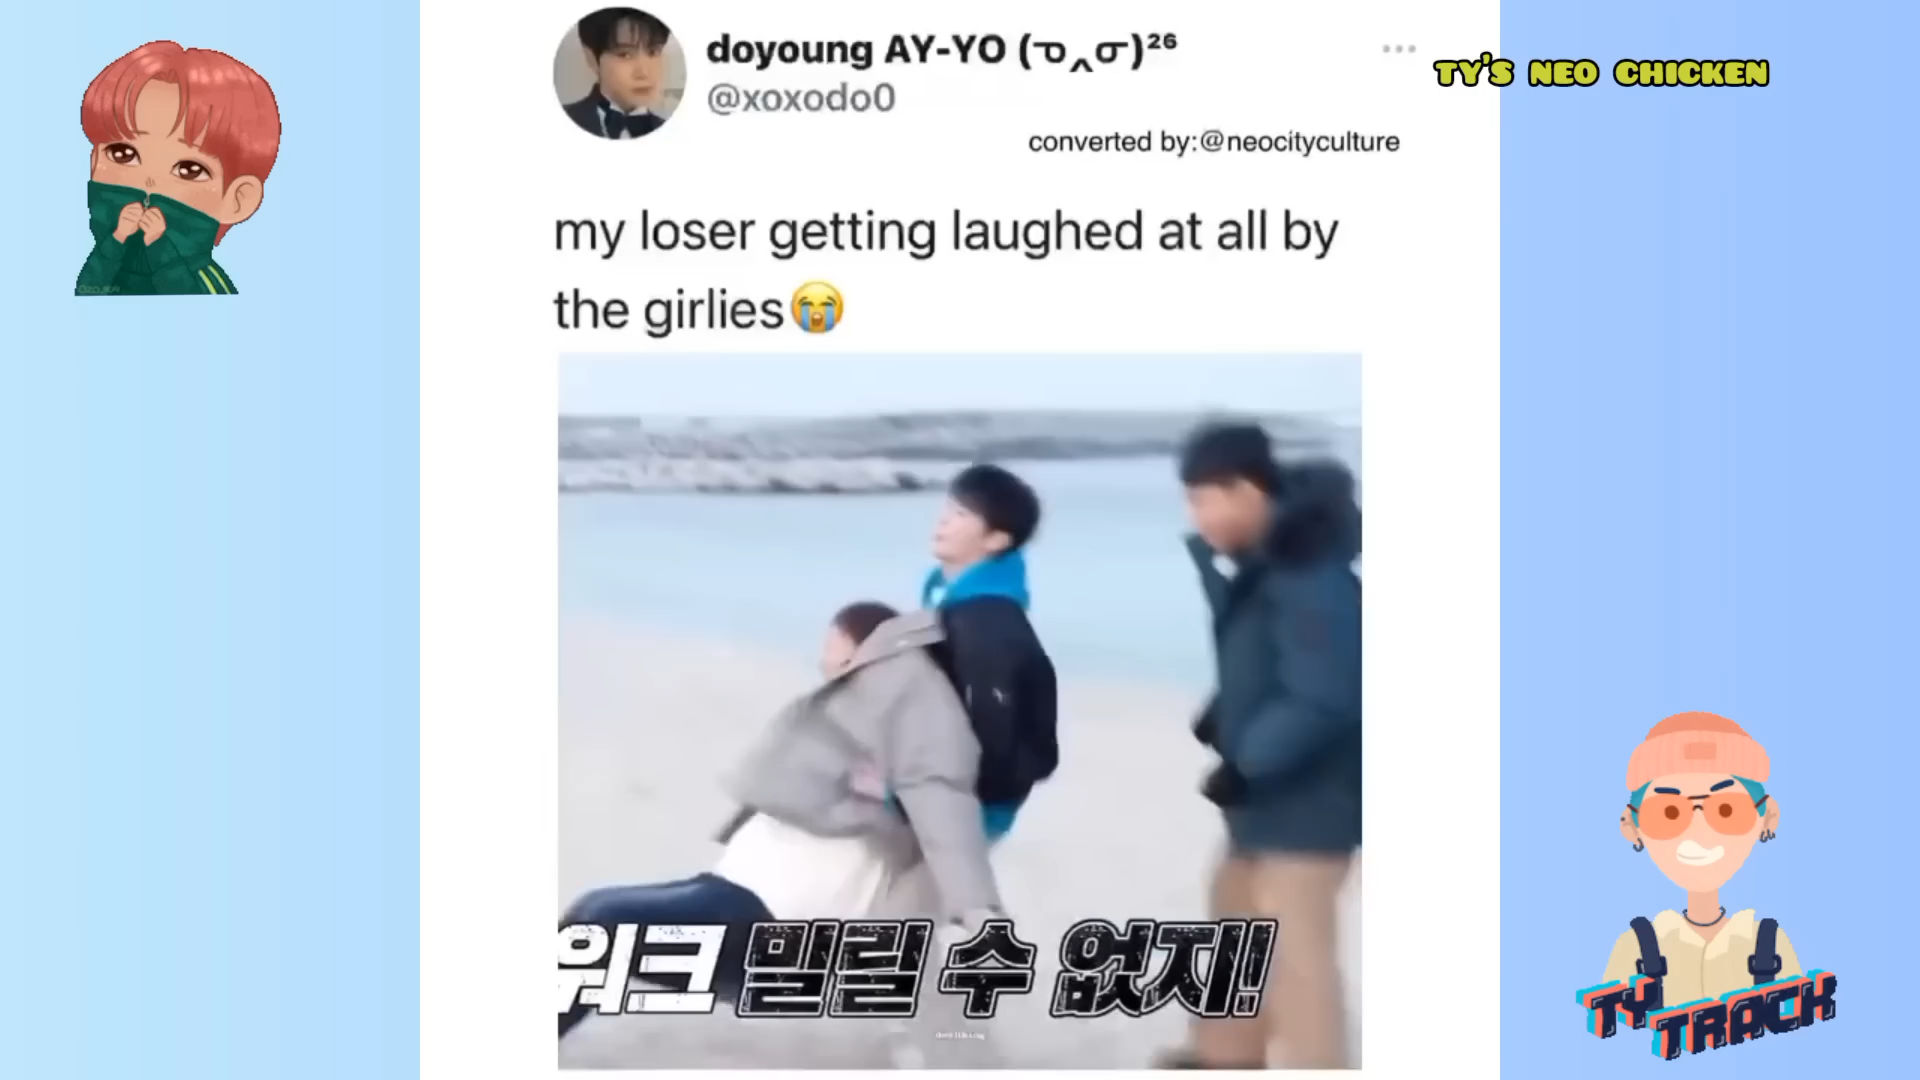 doyoung AY-YO (ㅎ^ㅎ)²⁶
@xoxodo0
TY'S NEO CHICKEN
converted by:@neocityculture
my loser getting laughed at all by
the girlies😭
워크 밀릴 수 없지!!
TY
TRACK